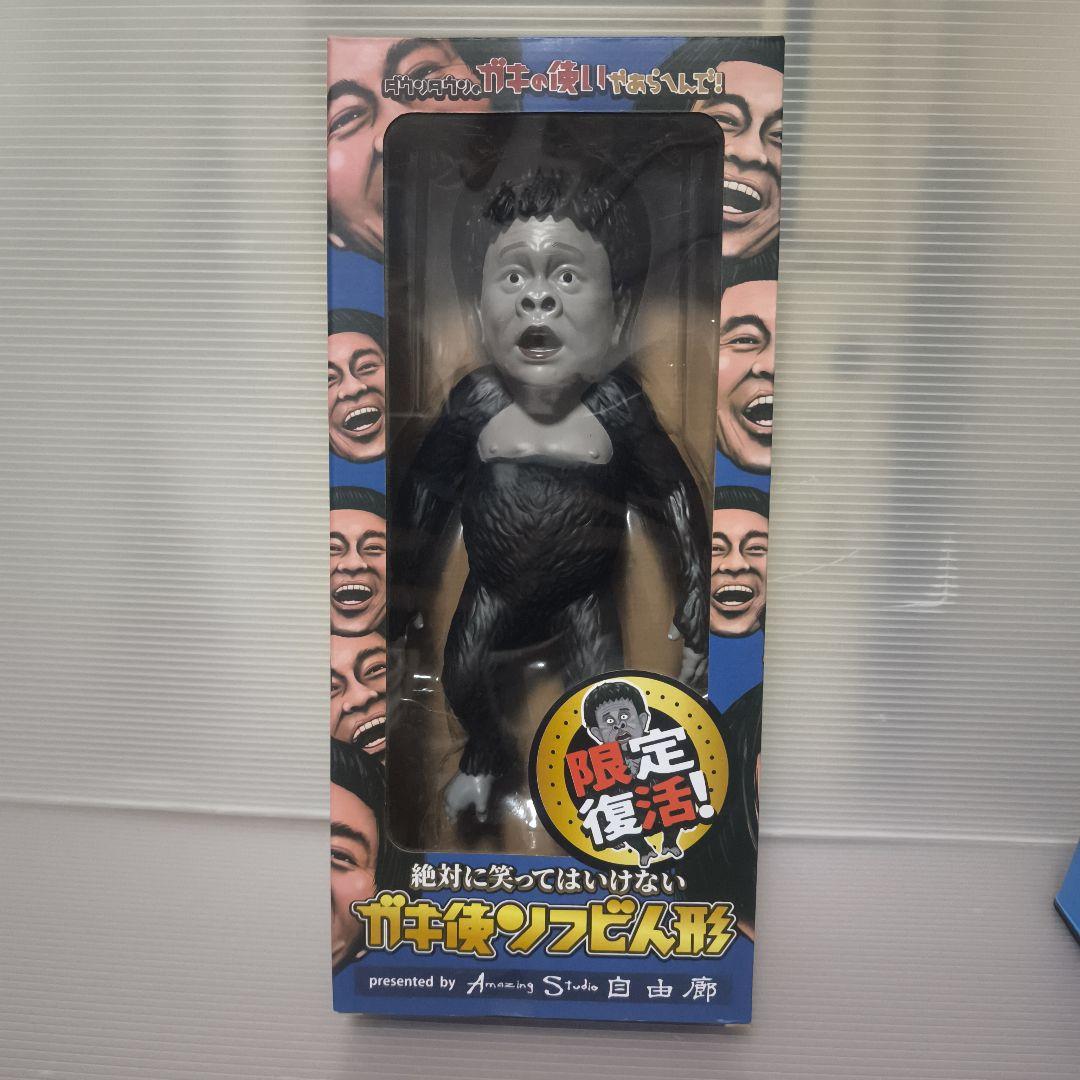 ダウンタウンのガキの使いやあらへんで!
限定
復活!
絶対に笑ってはいけない
ガキ使ソフビ人形
presented by Amazing Studio 自由廊